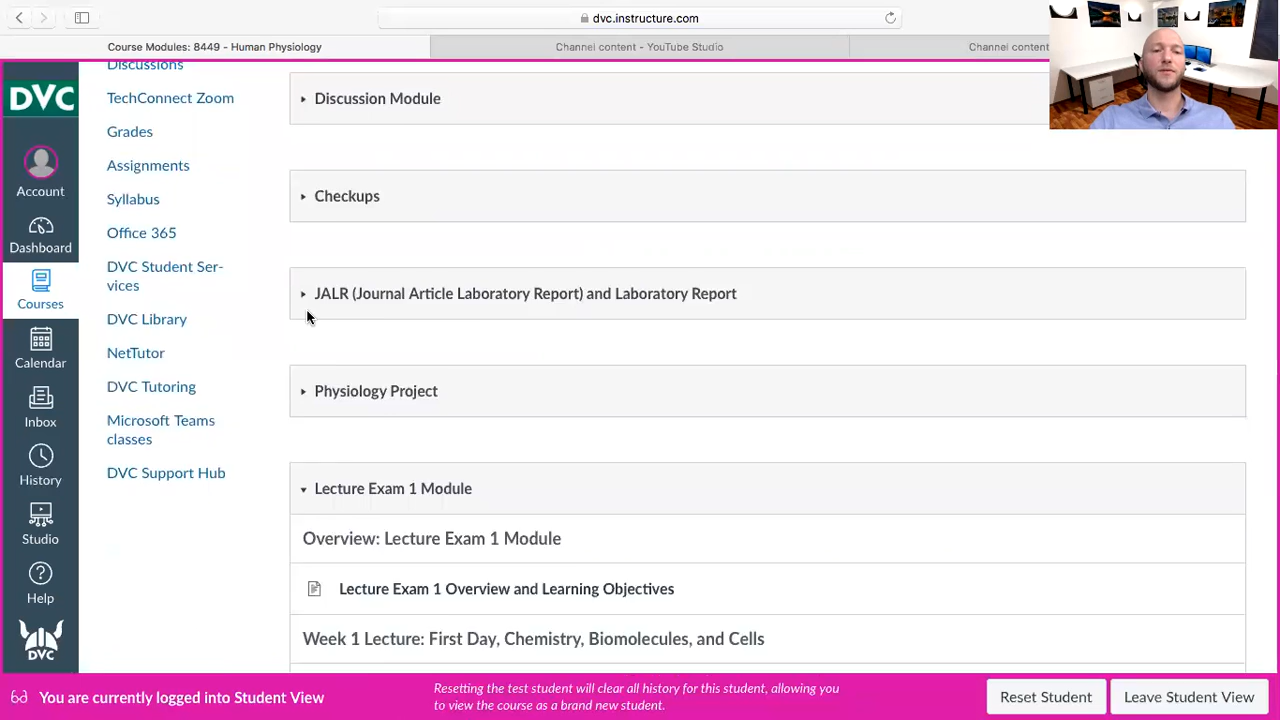 dvc.instructure.com
Course Modules: 8449 - Human Physiology
Channel content - YouTube Studio
Channel content
DVC
Account
Dashboard
Courses
Calendar
Inbox
History
Studio
Help
DVC
Discussions
TechConnect Zoom
Grades
Assignments
Syllabus
Office 365
DVC Student Ser-
vices
DVC Library
NetTutor
DVC Tutoring
Microsoft Teams
classes
DVC Support Hub
Discussion Module
Checkups
JALR (Journal Article Laboratory Report) and Laboratory Report
Physiology Project
Lecture Exam 1 Module
Overview: Lecture Exam 1 Module
Lecture Exam 1 Overview and Learning Objectives
Week 1 Lecture: First Day, Chemistry, Biomolecules, and Cells
You are currently logged into Student View
Resetting the test student will clear all history for this student, allowing you
to view the course as a brand new student.
Reset Student
Leave Student View